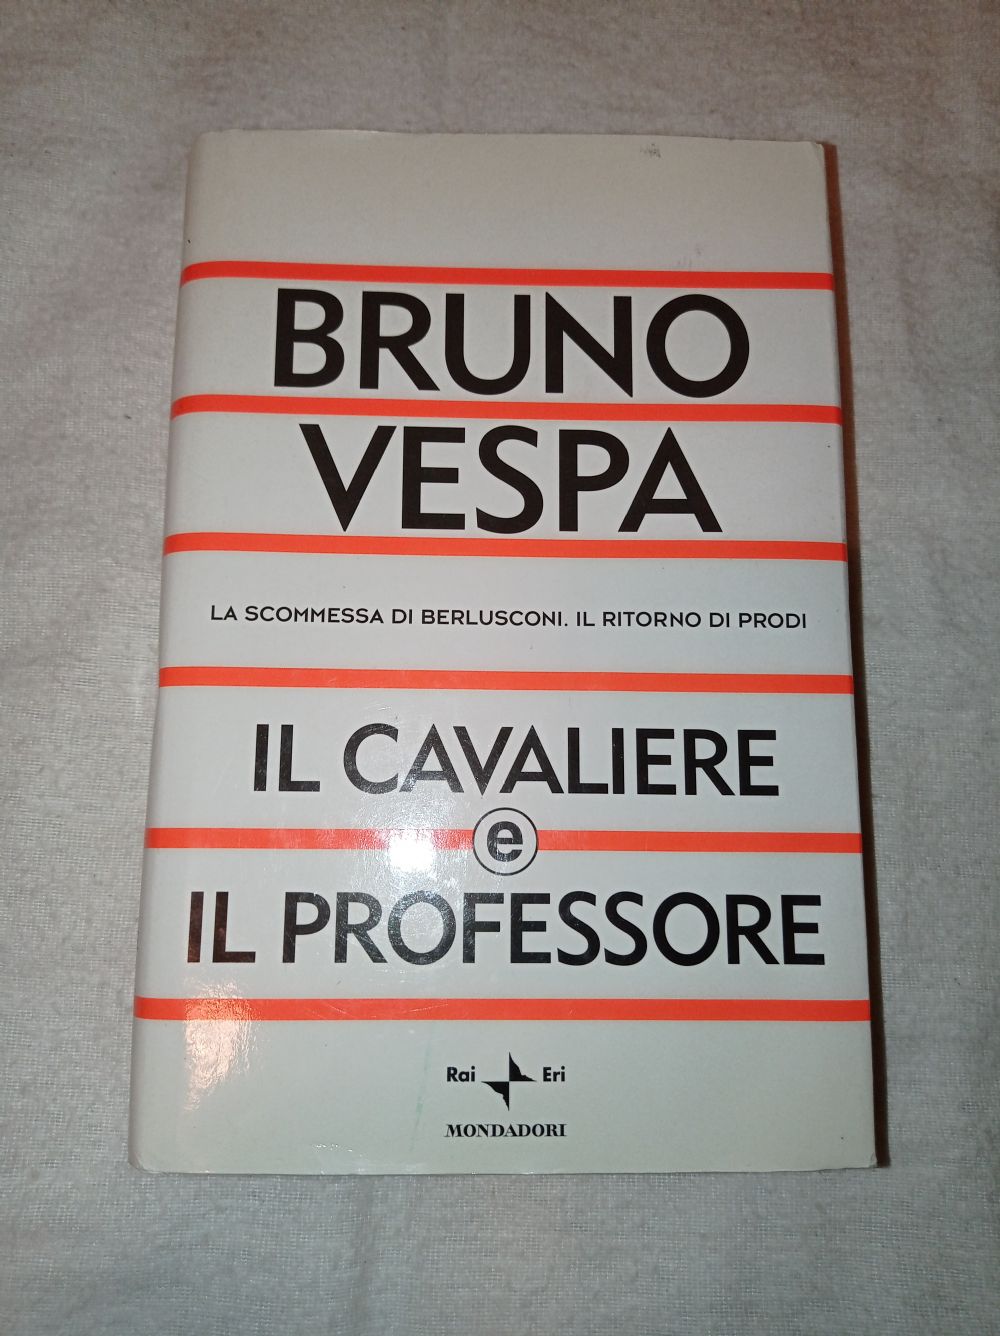 BRUNO
VESPA
LA SCOMMESSA DI BERLUSCONI. IL RITORNO DI PRODI
IL CAVALIERE
e
IL PROFESSORE
Rai Eri
MONDADORI